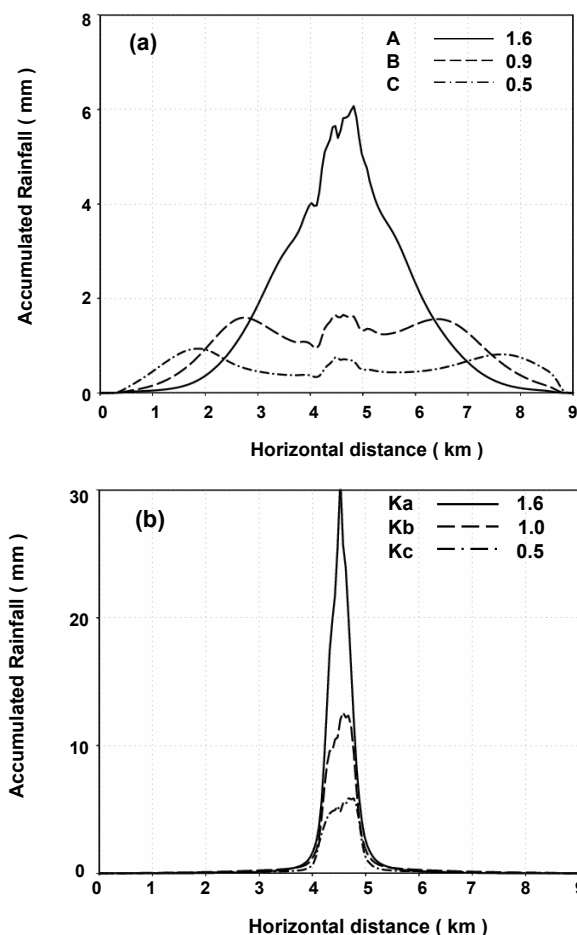 (a)
A 1.6
B 0.9
C 0.5
8
6
4
2
0
Accumulated Rainfall ( mm )
0 1 2 3 4 5 6 7 8 9
Horizontal distance ( km )
(b)
Ka 1.6
Kb 1.0
Kc 0.5
30
20
10
0
Accumulated Rainfall ( mm )
0 1 2 3 4 5 6 7 8 9
Horizontal distance ( km )